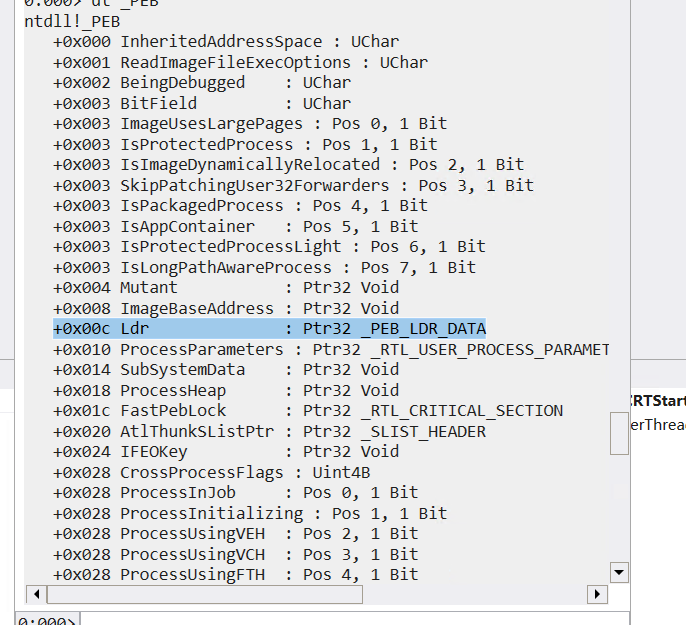 0:000> dt _PEB
ntdll!_PEB
+0x000 InheritedAddressSpace : UChar
+0x001 ReadImageFileExecOptions : UChar
+0x002 BeingDebugged    : UChar
+0x003 BitField         : UChar
+0x003 ImageUsesLargePages : Pos 0, 1 Bit
+0x003 IsProtectedProcess : Pos 1, 1 Bit
+0x003 IsImageDynamicallyRelocated : Pos 2, 1 Bit
+0x003 SkipPatchingUser32Forwarders : Pos 3, 1 Bit
+0x003 IsPackagedProcess : Pos 4, 1 Bit
+0x003 IsAppContainer   : Pos 5, 1 Bit
+0x003 IsProtectedProcessLight : Pos 6, 1 Bit
+0x003 IsLongPathAwareProcess : Pos 7, 1 Bit
+0x004 Mutant           : Ptr32 Void
+0x008 ImageBaseAddress : Ptr32 Void
+0x00c Ldr              : Ptr32 _PEB_LDR_DATA
+0x010 ProcessParameters : Ptr32 _RTL_USER_PROCESS_PARAMET
+0x014 SubSystemData    : Ptr32 Void
+0x018 ProcessHeap      : Ptr32 Void
+0x01c FastPebLock      : Ptr32 _RTL_CRITICAL_SECTION
+0x020 AtlThunkSListPtr : Ptr32 _SLIST_HEADER
+0x024 IFEOKey          : Ptr32 Void
+0x028 CrossProcessFlags : Uint4B
+0x028 ProcessInJob     : Pos 0, 1 Bit
+0x028 ProcessInitializing : Pos 1, 1 Bit
+0x028 ProcessUsingVEH  : Pos 2, 1 Bit
+0x028 ProcessUsingVCH  : Pos 3, 1 Bit
+0x028 ProcessUsingFTH  : Pos 4, 1 Bit
0:000>
CRTStart
erThread